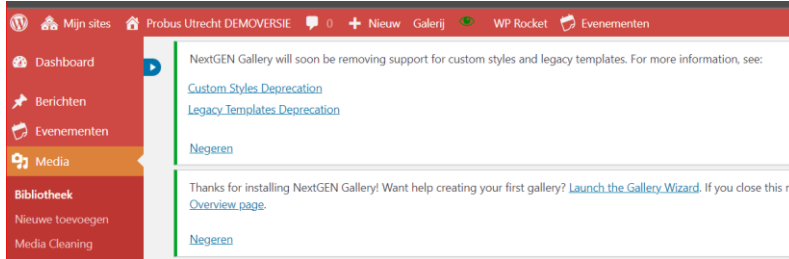 Mijn sites Probus Utrecht DEMOVERSIE 0 Nieuw Galerij WP Rocket Evenementen
Dashboard
Berichten
Evenementen
Media
Bibliotheek
Nieuwe toevoegen
Media Cleaning
NextGEN Gallery will soon be removing support for custom styles and legacy templates. For more information, see:
Custom Styles Deprecation
Legacy Templates Deprecation
Negeren
Thanks for installing NextGEN Gallery! Want help creating your first gallery? Launch the Gallery Wizard. If you close this
Overview page.
Negeren